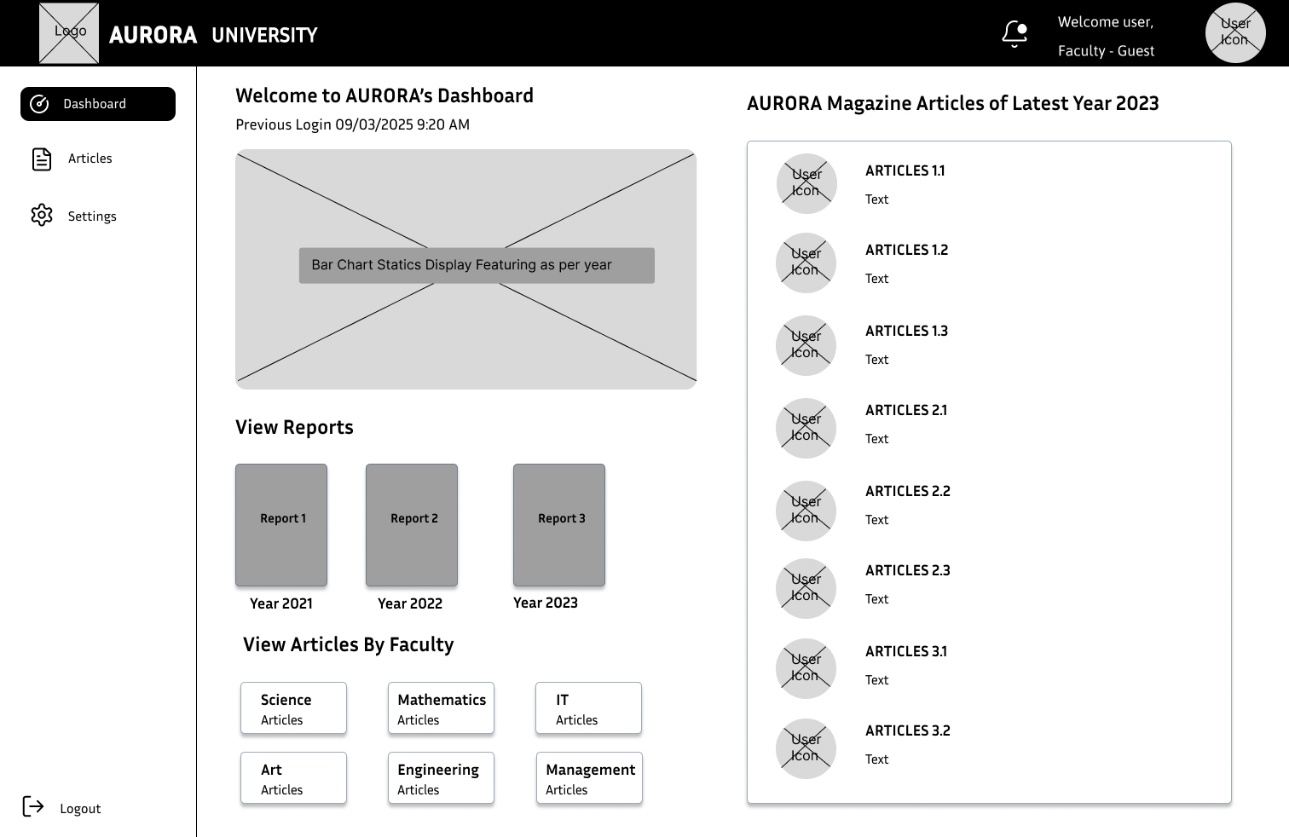 Logo
AURORA UNIVERSITY
Welcome user,
Faculty - Guest
User
Icon
Dashboard
Articles
Settings
Logout
Welcome to AURORA’s Dashboard
Previous Login 09/03/2025 9:20 AM
Bar Chart Statics Display Featuring as per year
View Reports
Report 1
Report 2
Report 3
Year 2021
Year 2022
Year 2023
View Articles By Faculty
Science
Articles
Mathematics
Articles
IT
Articles
Art
Articles
Engineering
Articles
Management
Articles
AURORA Magazine Articles of Latest Year 2023
User
Icon
ARTICLES 1.1
Text
User
Icon
ARTICLES 1.2
Text
User
Icon
ARTICLES 1.3
Text
User
Icon
ARTICLES 2.1
Text
User
Icon
ARTICLES 2.2
Text
User
Icon
ARTICLES 2.3
Text
User
Icon
ARTICLES 3.1
Text
User
Icon
ARTICLES 3.2
Text